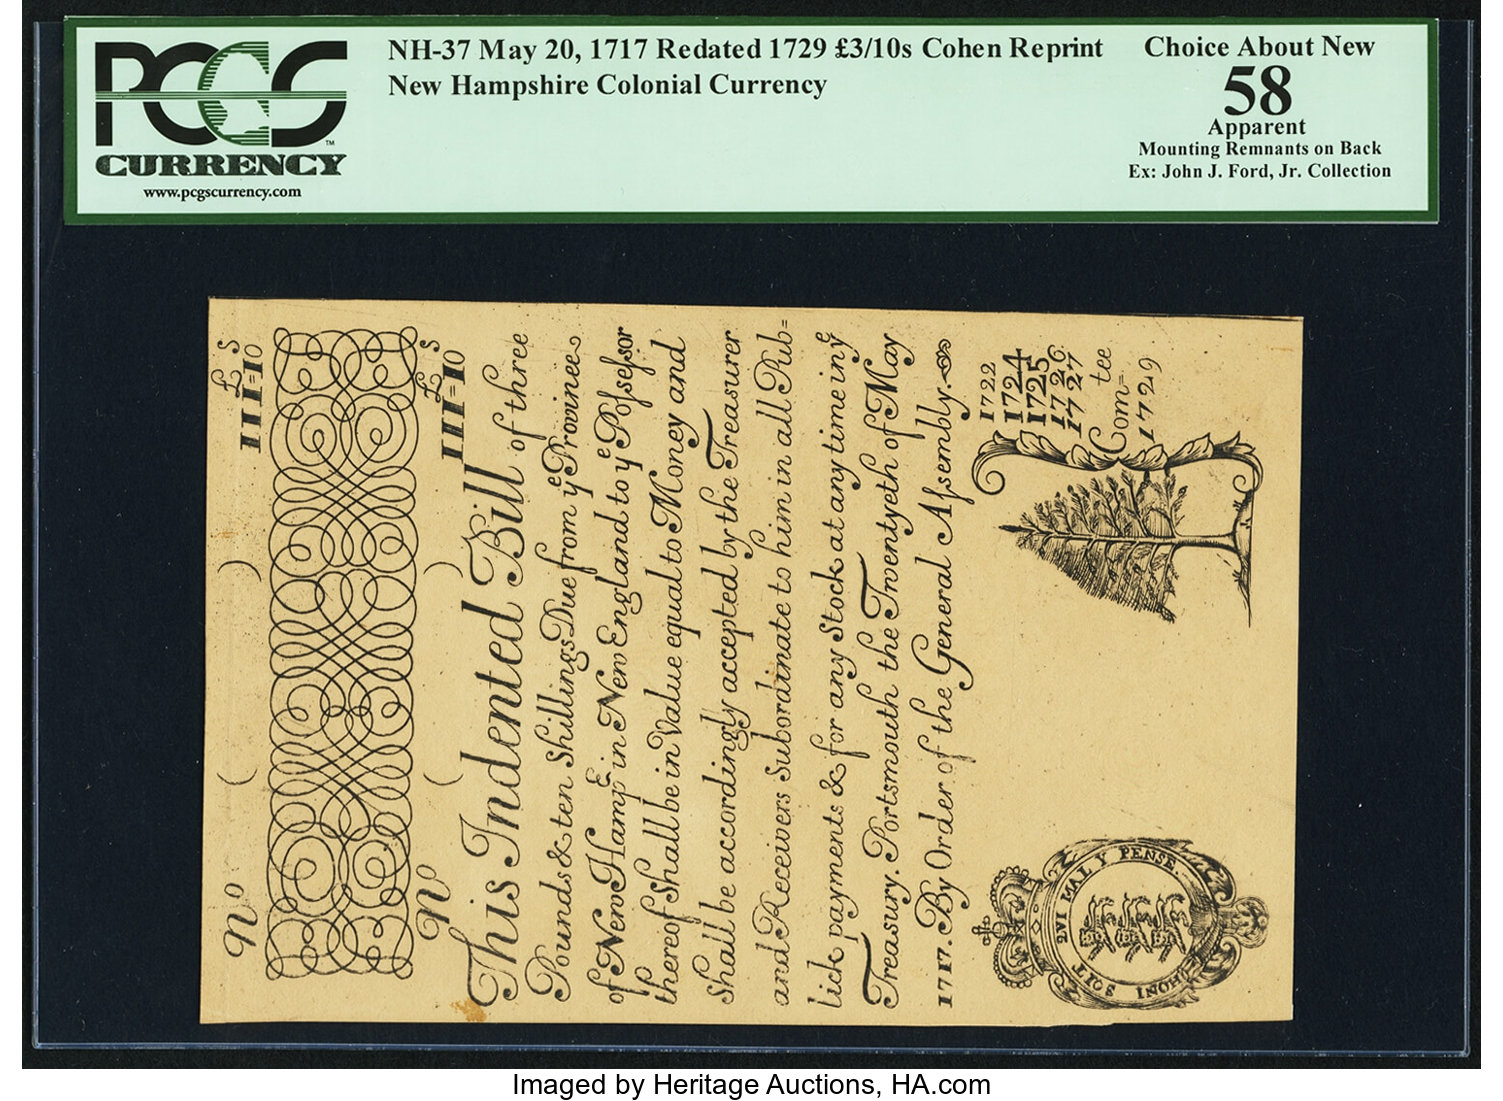 PCGS
CURRENCY
www.pcgscurrency.com
NH-37 May 20, 1717 Redated 1729 £3/10s Cohen Reprint
New Hampshire Colonial Currency
Choice About New
58
Apparent
Mounting Remnants on Back
Ex: John J. Ford, Jr. Collection
No ( ) £ s
III=10
No ( ) £ s
III=10
This Indented Bill of three
Pounds & ten ShillingsDue from ye Province
of New Hampe in New England to ye Possessor
thereof Shall be in Value equal to Money and
Shall be accordingly accepted by the Treasurer
and Receivers Subordinate to him in all Pub=
lick payments & for any Stock at any time in ye
Treasury. Portsmouth the Twentyeth of May
1717. By Order of the General Assembly.
1722
1724
1725
1726
1727
Com= tee
1729
HONI SOIT QVI MAL Y PENSE.
Imaged by Heritage Auctions, HA.com